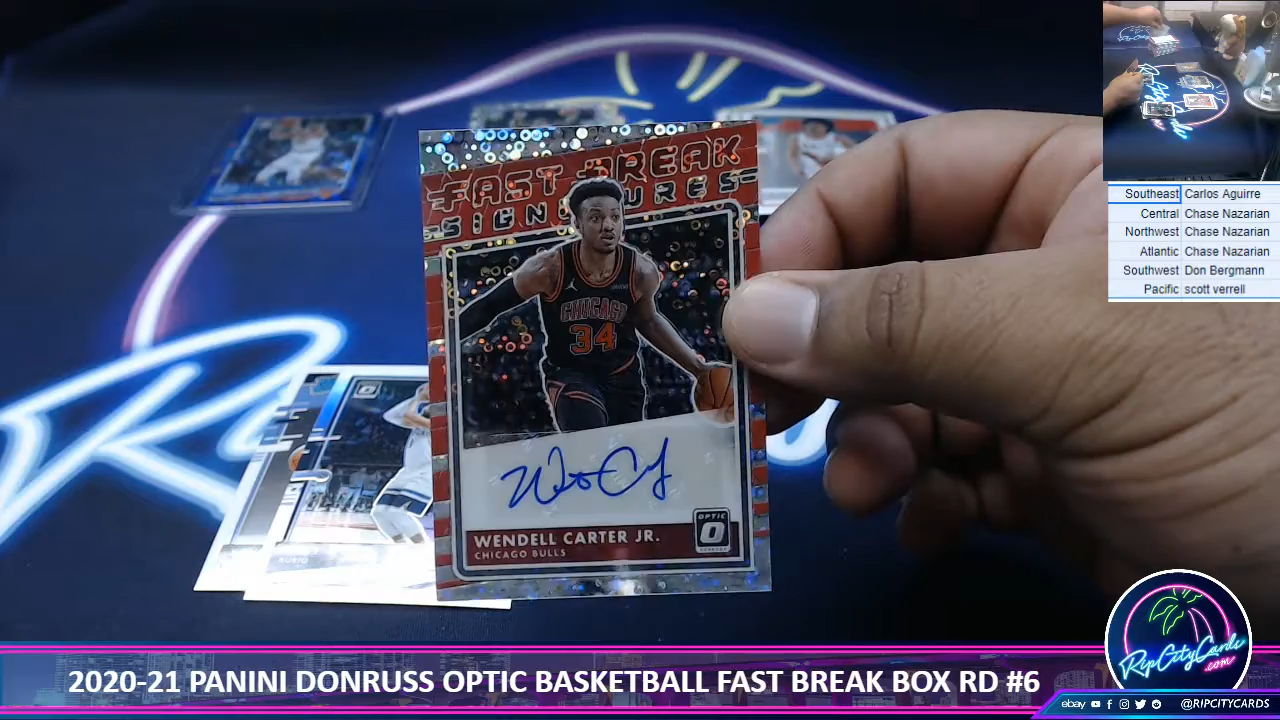 FAST BREAK
SIGNATURES
CHICAGO
34
WENDELL CARTER JR.
CHICAGO BULLS
OPTIC
Southeast Carlos Aguirre
Central Chase Nazarian
Northwest Chase Nazarian
Atlantic Chase Nazarian
Southwest Don Bergmann
Pacific scott verrell
RipCityCards
.com
2020-21 PANINI DONRUSS OPTIC BASKETBALL FAST BREAK BOX RD #6
ebay @RIPCITYCARDS